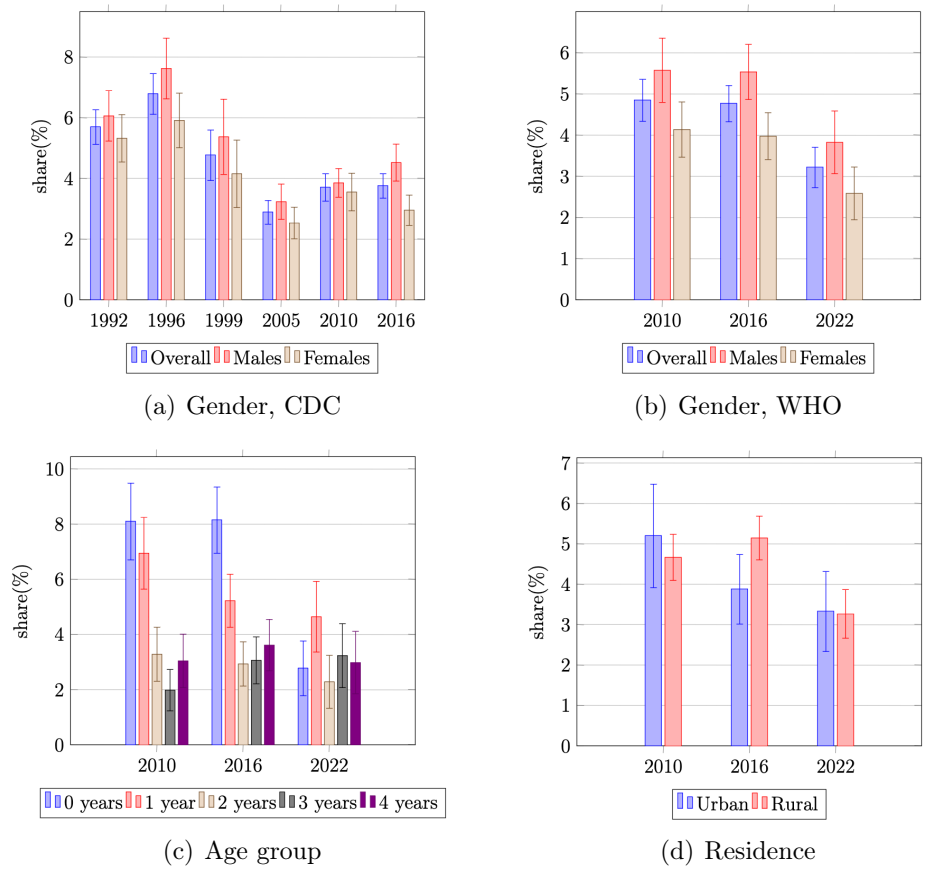 share(%)
8
6
4
2
0
1992 1996 1999 2005 2010 2016
Overall Males Females
(a) Gender, CDC
share(%)
6
5
4
3
2
1
0
2010 2016 2022
Overall Males Females
(b) Gender, WHO
share(%)
10
8
6
4
2
0
2010 2016 2022
0 years 1 year 2 years 3 years 4 years
(c) Age group
share(%)
7
6
5
4
3
2
1
0
2010 2016 2022
Urban Rural
(d) Residence